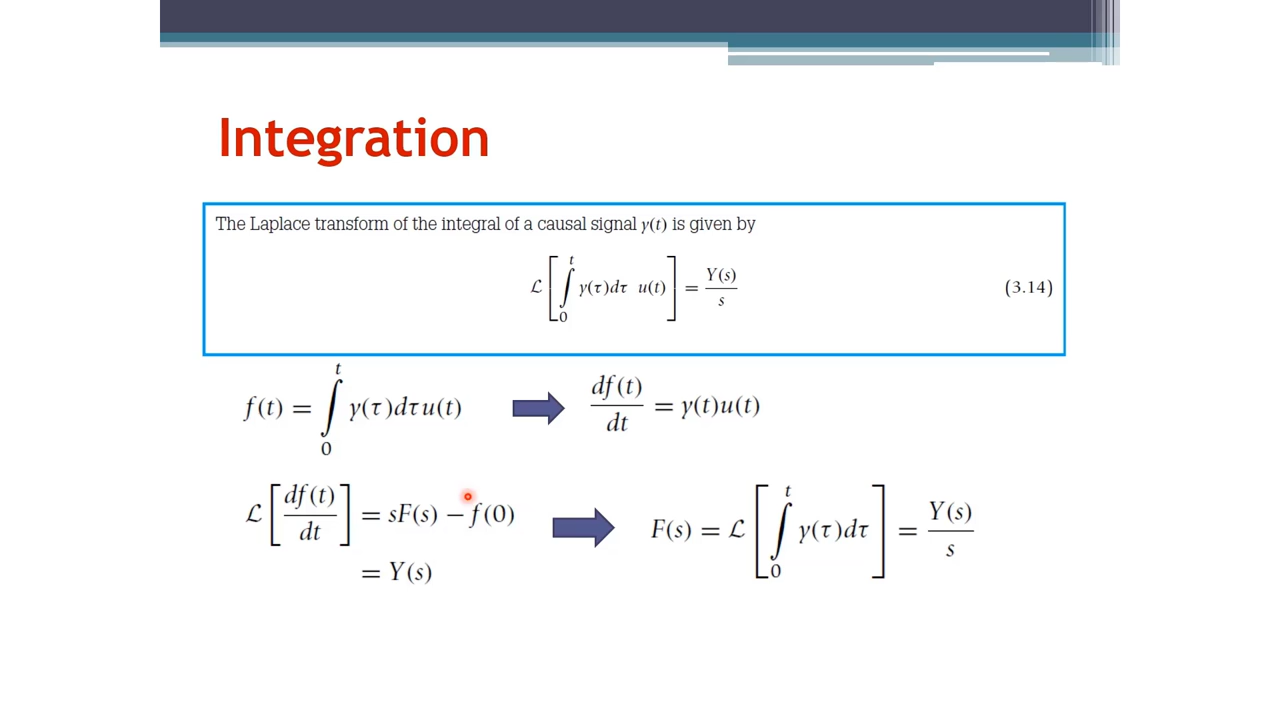 Integration
The Laplace transform of the integral of a causal signal y(t) is given by
ℒ[∫₀ᵗ y(τ)dτ u(t)] = Y(s)/s (3.14)
f(t) = ∫₀ᵗ y(τ)dτu(t) df(t)/dt = y(t)u(t)
ℒ[df(t)/dt] = sF(s) − f(0)
= Y(s)
F(s) = ℒ[∫₀ᵗ y(τ)dτ] = Y(s)/s